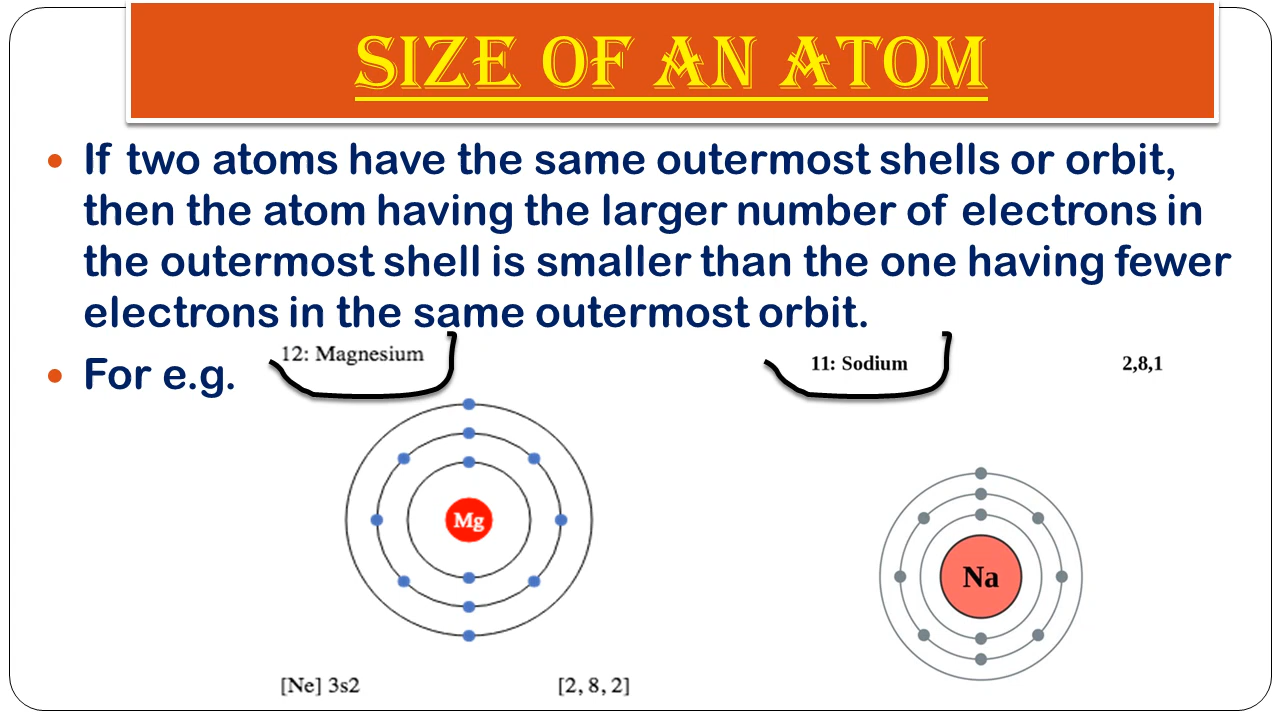 SIZE OF AN ATOM
• If two atoms have the same outermost shells or orbit,
then the atom having the larger number of electrons in
the outermost shell is smaller than the one having fewer
electrons in the same outermost orbit.
• For e.g.
12: Magnesium
11: Sodium
2,8,1
Mg
Na
[Ne] 3s2
[2, 8, 2]